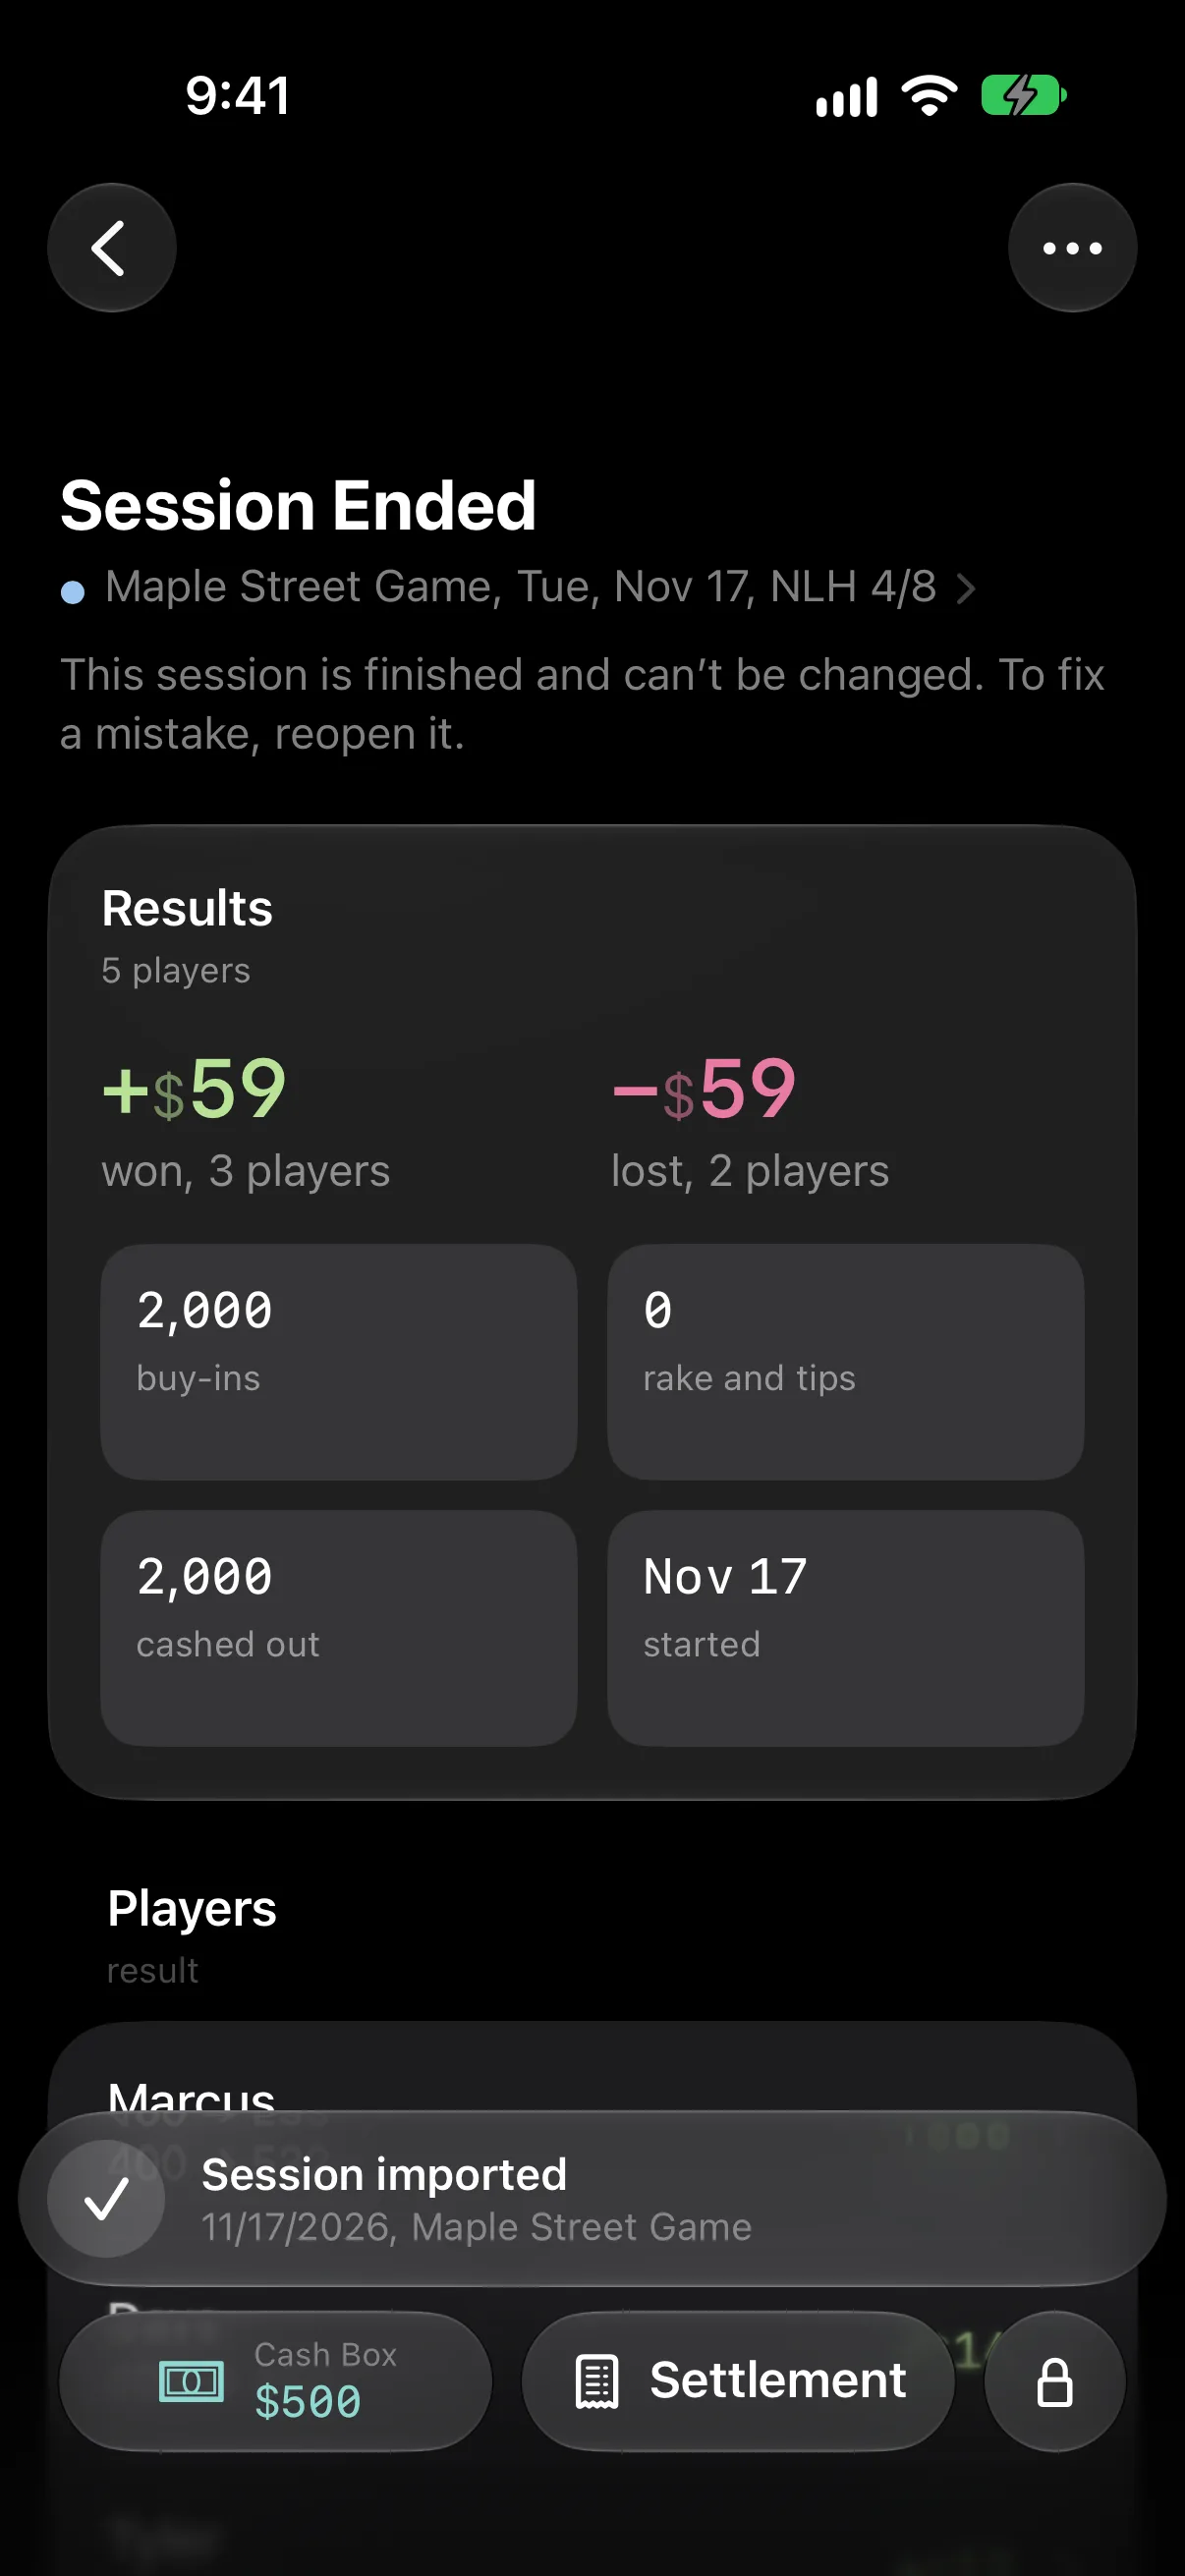 9:41
Session Ended
Maple Street Game, Tue, Nov 17, NLH 4/8
This session is finished and can’t be changed. To fix
a mistake, reopen it.
Results
5 players
+$59
−$59
won, 3 players
lost, 2 players
2,000
buy-ins
0
rake and tips
2,000
cashed out
Nov 17
started
Players
result
Marcus
Session imported
11/17/2026, Maple Street Game
Cash Box
$500
Settlement